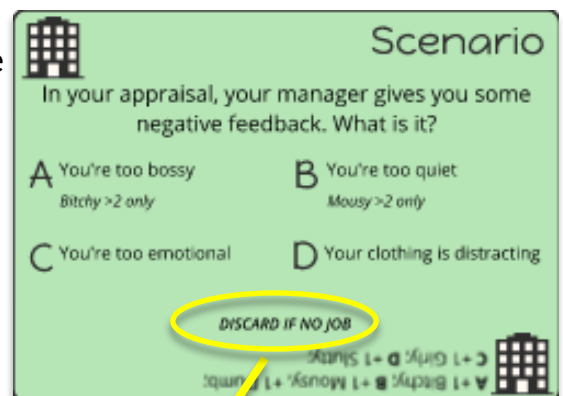 e
Scenario
In your appraisal, your manager gives you some
negative feedback. What is it?
A You're too bossy
Bitchy >2 only
B You're too quiet
Mousy >2 only
C You're too emotional
D Your clothing is distracting
DISCARD IF NO JOB
A +1 Bitchy; B +1 Mousy, +1 Dumb;
C +1 Girly; D +1 Slutty;